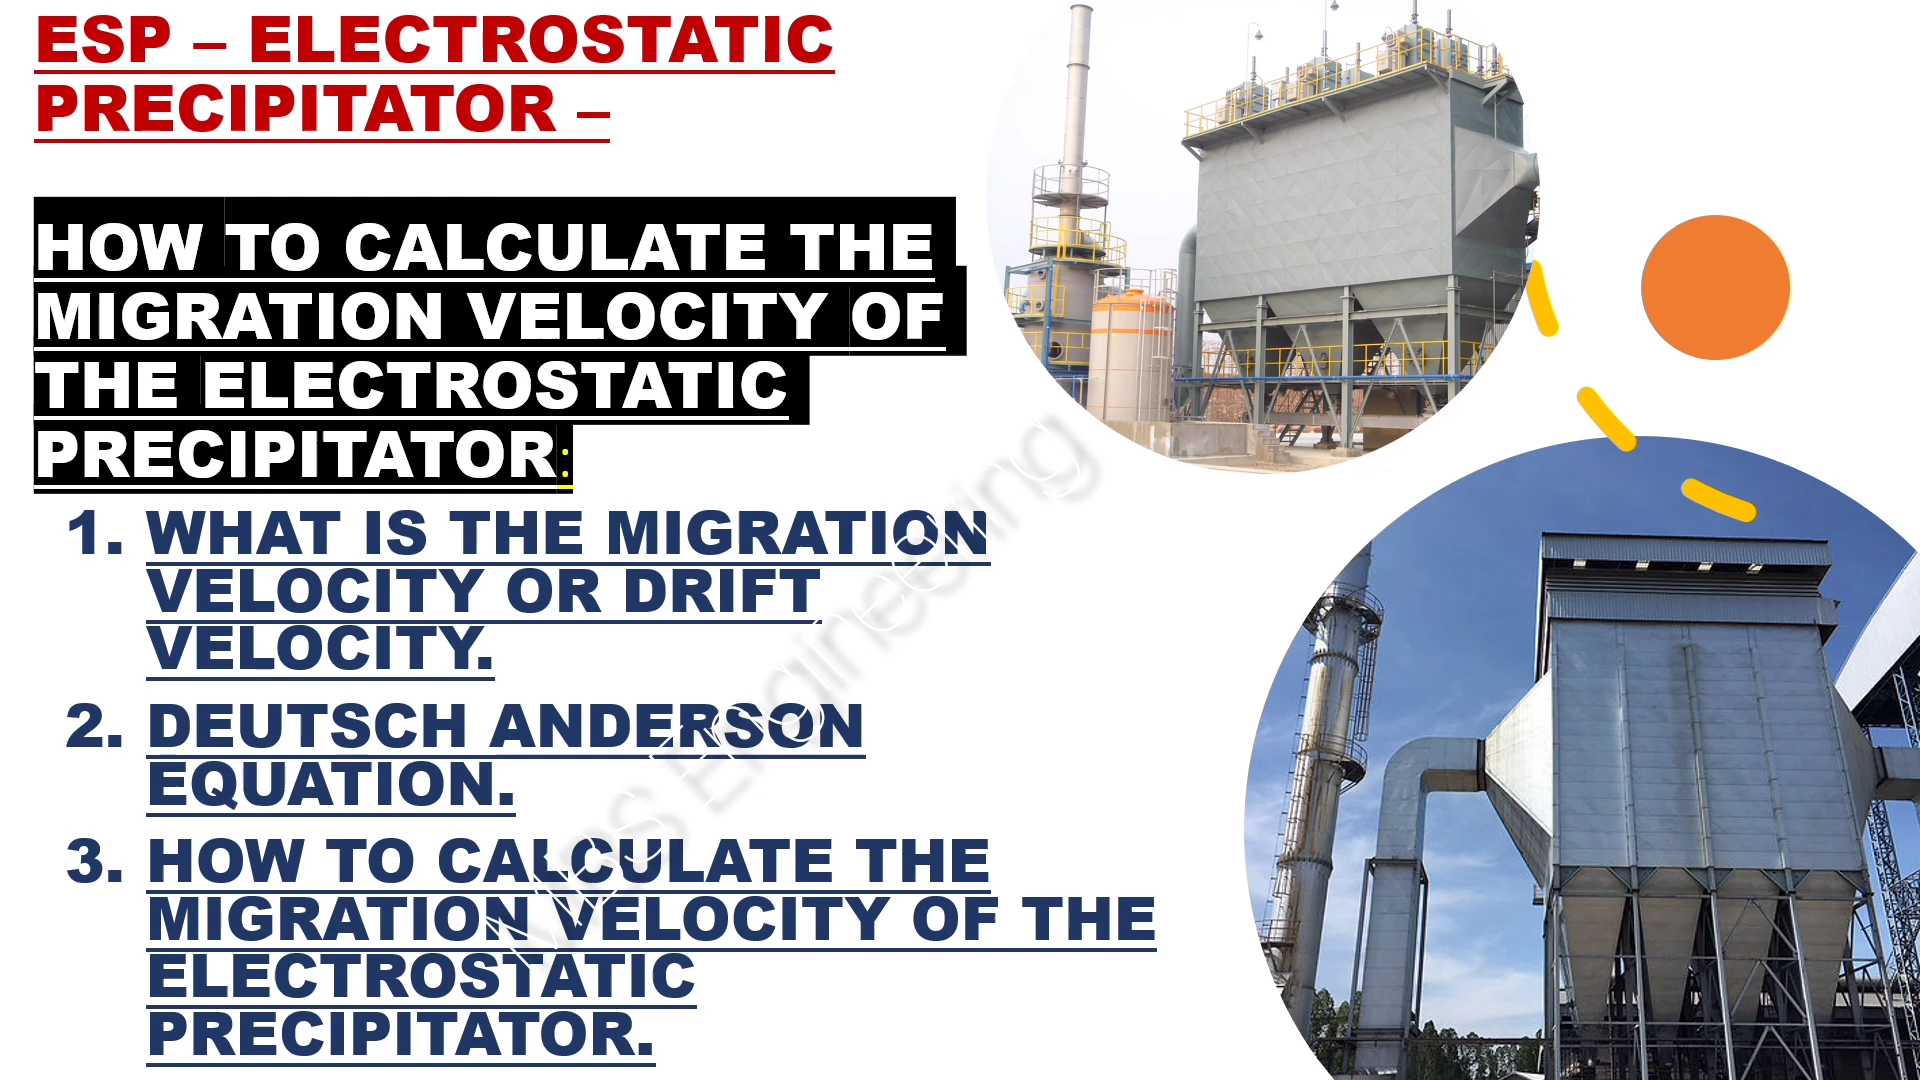 ESP – ELECTROSTATIC
PRECIPITATOR –
HOW TO CALCULATE THE
MIGRATION VELOCITY OF
THE ELECTROSTATIC
PRECIPITATOR:
1. WHAT IS THE MIGRATION
VELOCITY OR DRIFT
VELOCITY.
2. DEUTSCH ANDERSON
EQUATION.
3. HOW TO CALCULATE THE
MIGRATION VELOCITY OF THE
ELECTROSTATIC
PRECIPITATOR.
Engineering